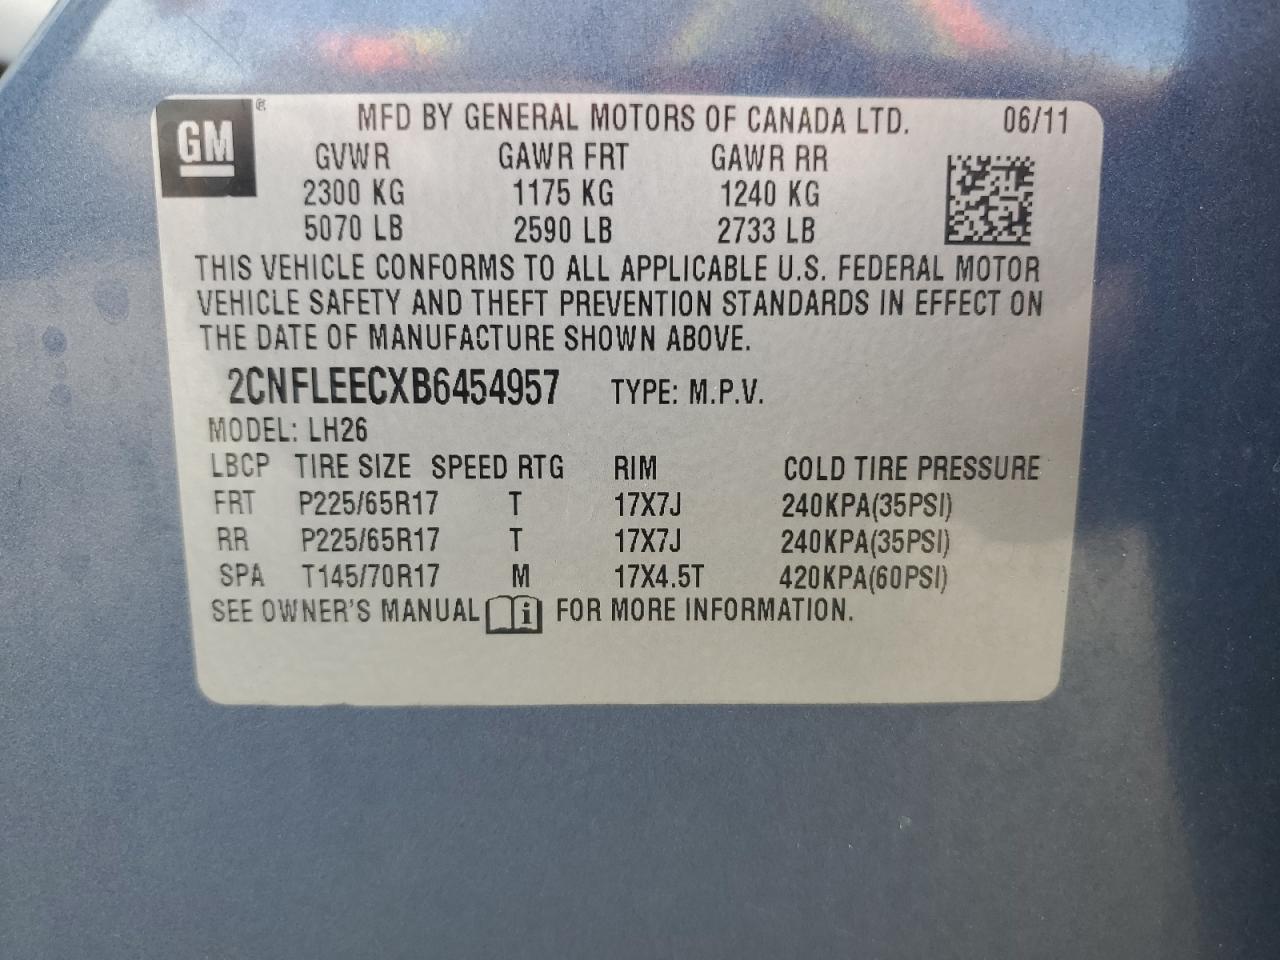 GM ® MFD BY GENERAL MOTORS OF CANADA LTD. 06/11
GVWR GAWR FRT GAWR RR
2300 KG 1175 KG 1240 KG
5070 LB 2590 LB 2733 LB
THIS VEHICLE CONFORMS TO ALL APPLICABLE U.S. FEDERAL MOTOR
VEHICLE SAFETY AND THEFT PREVENTION STANDARDS IN EFFECT ON
THE DATE OF MANUFACTURE SHOWN ABOVE.
2CNFLEECXB6454957 TYPE: M.P.V.
MODEL: LH26
LBCP TIRE SIZE SPEED RTG RIM COLD TIRE PRESSURE
FRT P225/65R17 T 17X7J 240KPA(35PSI)
RR P225/65R17 T 17X7J 240KPA(35PSI)
SPA T145/70R17 M 17X4.5T 420KPA(60PSI)
SEE OWNER'S MANUAL i FOR MORE INFORMATION.